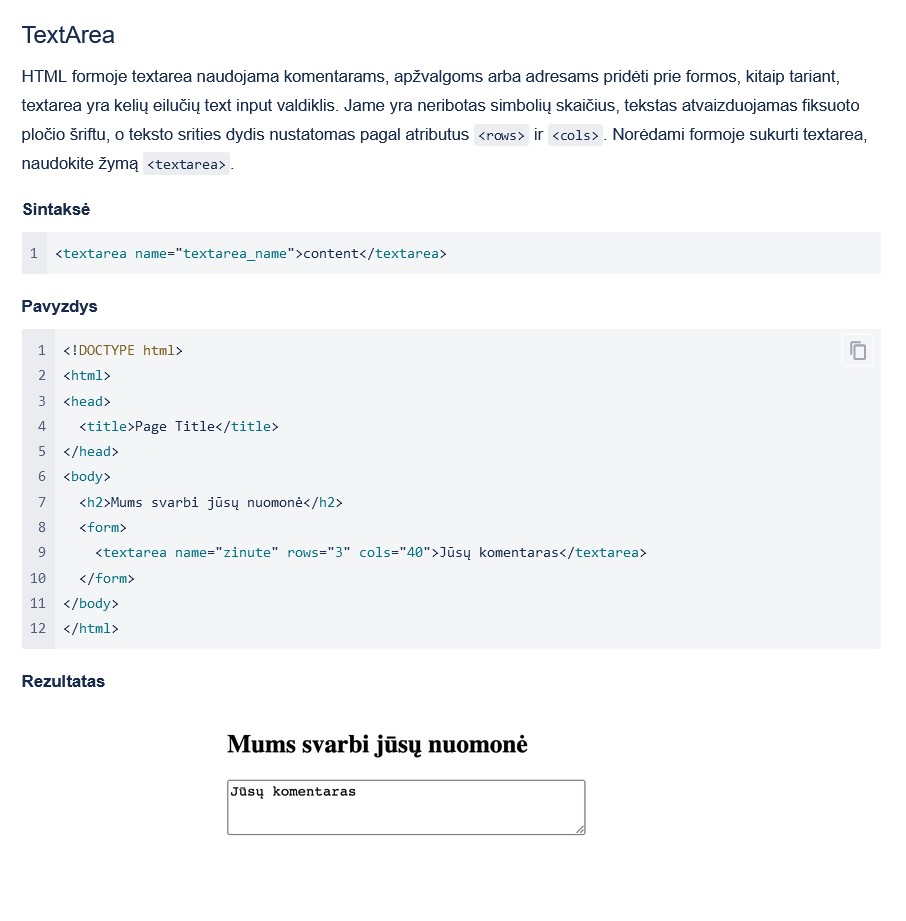 TextArea
HTML formoje textarea naudojama komentarams, apžvalgoms arba adresams pridėti prie formos, kitaip tariant,
textarea yra kelių eilučių text input valdiklis. Jame yra neribotas simbolių skaičius, tekstas atvaizduojamas fiksuoto
pločio šriftu, o teksto srities dydis nustatomas pagal atributus <rows> ir <cols>. Norėdami formoje sukurti textarea,
naudokite žymą <textarea>.
Sintaksė
1 <textarea name="textarea_name">content</textarea>
Pavyzdys
1 <!DOCTYPE html>
2 <html>
3 <head>
4   <title>Page Title</title>
5 </head>
6 <body>
7   <h2>Mums svarbi jūsų nuomonė</h2>
8   <form>
9     <textarea name="zinute" rows="3" cols="40">Jūsų komentaras</textarea>
10   </form>
11 </body>
12 </html>
Rezultatas
Mums svarbi jūsų nuomonė
Jūsų komentaras